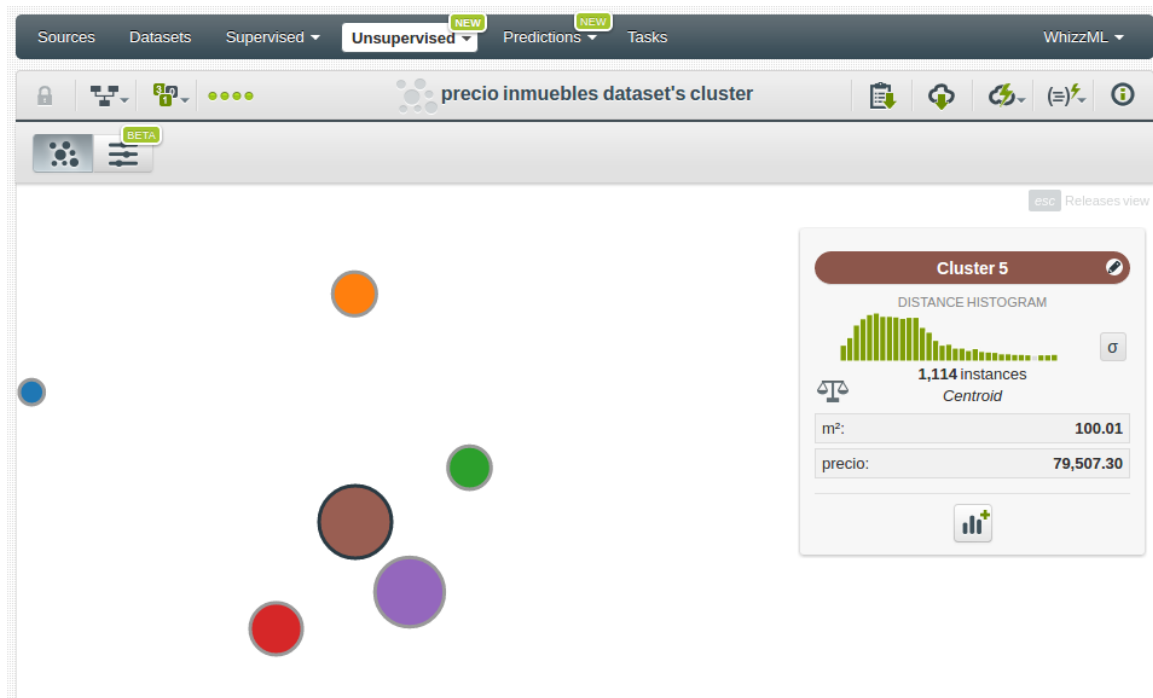 NEW NEW
Sources Datasets Supervised Unsupervised Predictions Tasks WhizzML
precio inmuebles dataset's cluster
BETA
esc Releases view
Cluster 5
DISTANCE HISTOGRAM
σ
1,114 instances
Centroid
m²: 100.01
precio: 79,507.30